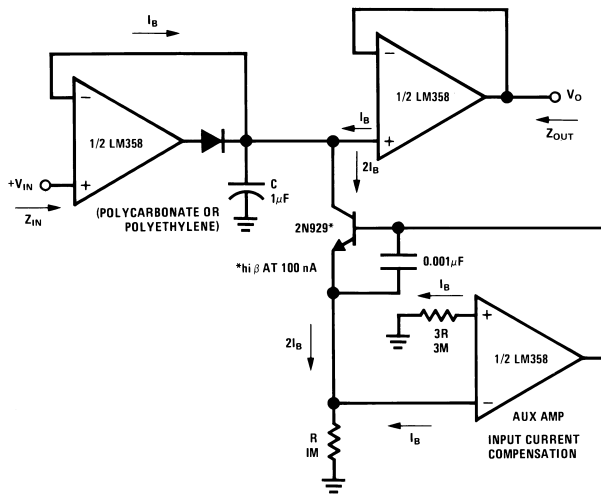 I_B
−
1/2 LM358
+
+V_IN
Z_IN
C
1μF
(POLYCARBONATE OR
POLYETHYLENE)
−
1/2 LM358
+
I_B
V_O
Z_OUT
2I_B
2N929*
*hi β AT 100 nA
0.001μF
I_B
3R
3M
+
1/2 LM358
−
2I_B
I_B
R
IM
AUX AMP
INPUT CURRENT
COMPENSATION